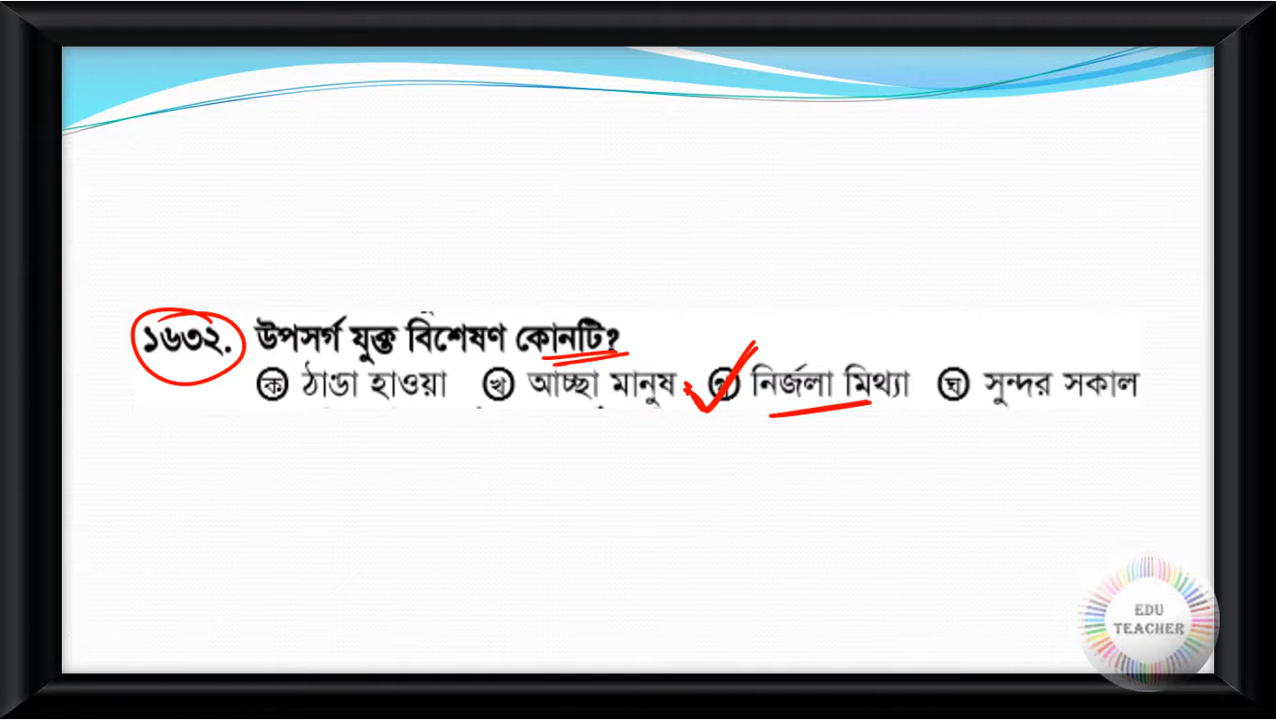 ১৬৩২. উপসর্গ যুক্ত বিশেষণ কোনটি?
ক ঠাণ্ডা হাওয়া খ আচ্ছা মানুষ গ নির্জলা মিথ্যা ঘ সুন্দর সকাল
EDU
TEACHER